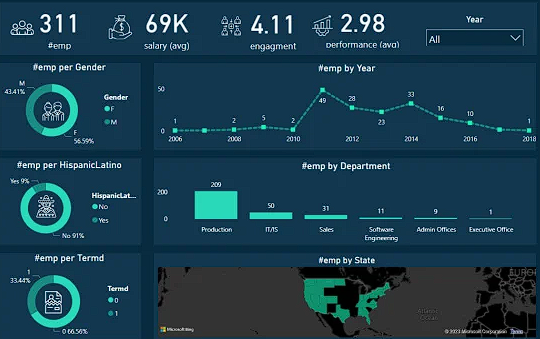 311
#emp
69K
salary (avg)
4.11
engagment
2.98
performance (avg)
Year
All
#emp per Gender
M
43.41%
F
56.59%
Gender
F
M
#emp by Year
50
0
1
2
5
2
49
28
23
33
16
10
1
2006
2008
2010
2012
2014
2016
2018
#emp per HispanicLatino
Yes 9%
No 91%
HispanicLat...
No
Yes
#emp by Department
200
0
209
50
31
11
9
1
Production
IT/IS
Sales
Software
Engineering
Admin Offices
Executive Office
#emp per Termd
1
33.44%
0 66.56%
Termd
0
1
#emp by State
EUROP
Atlantic
Ocean
Microsoft Bing
© 2023 Microsoft Corporation Terms